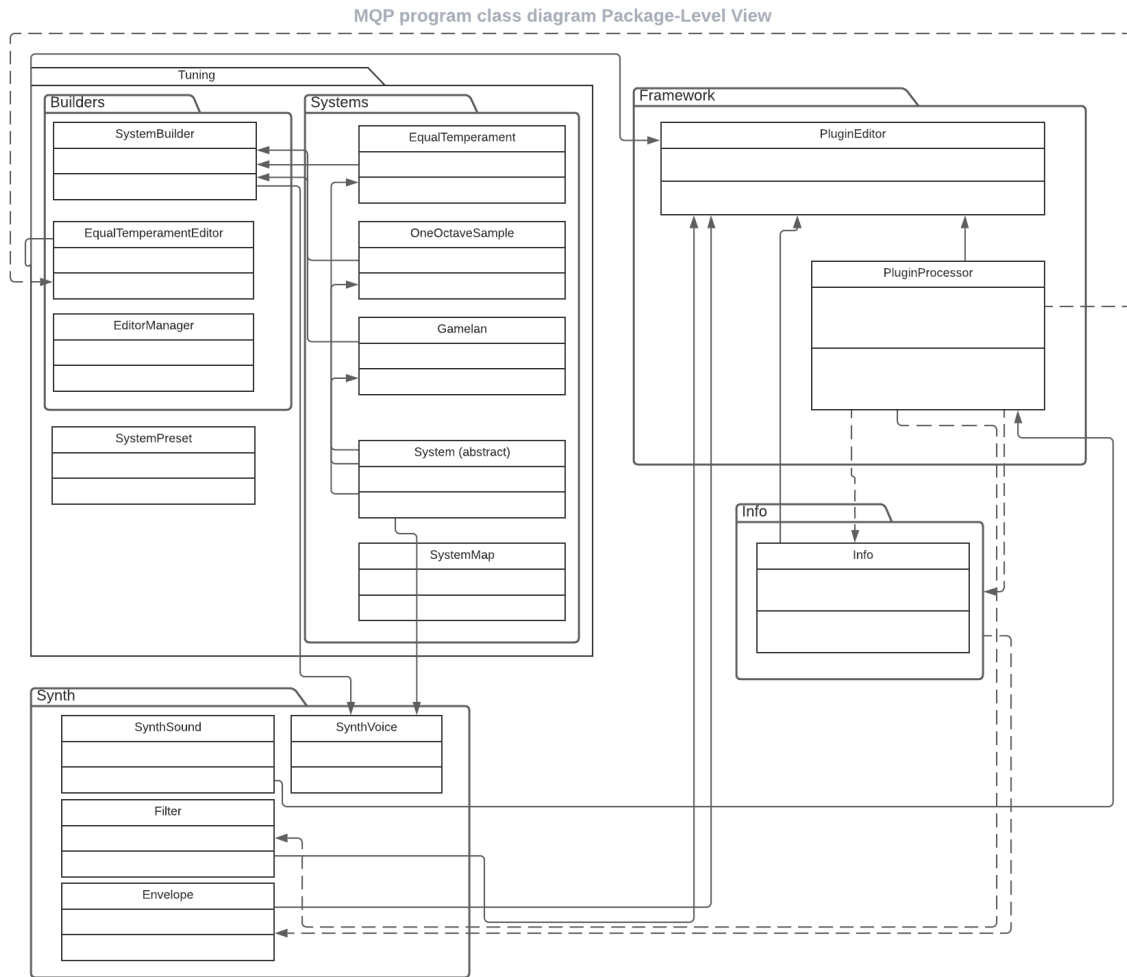 MQP program class diagram Package-Level View
Tuning
Builders
SystemBuilder
EqualTemperamentEditor
EditorManager
SystemPreset
Systems
EqualTemperament
OneOctaveSample
Gamelan
System (abstract)
SystemMap
Framework
PluginEditor
PluginProcessor
Info
Info
Synth
SynthSound
SynthVoice
Filter
Envelope